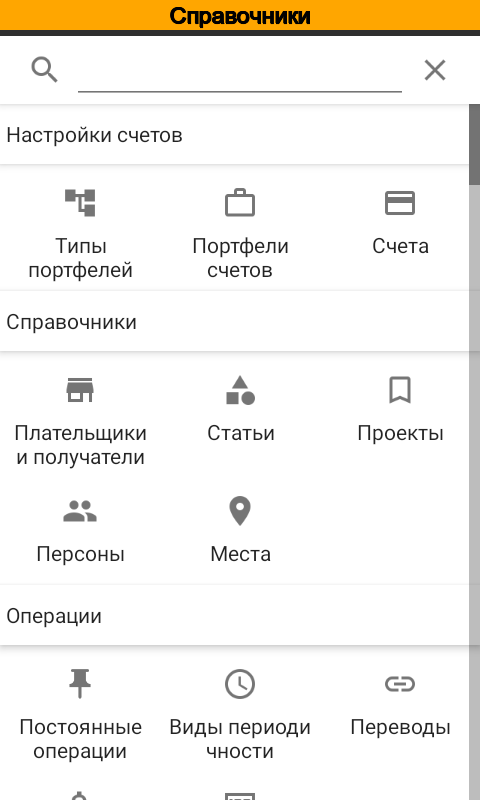 Справочники
Настройки счетов
Типы портфелей
Портфели счетов
Счета
Справочники
Плательщики и получатели
Статьи
Проекты
Персоны
Места
Операции
Постоянные операции
Виды периоди чности
Переводы